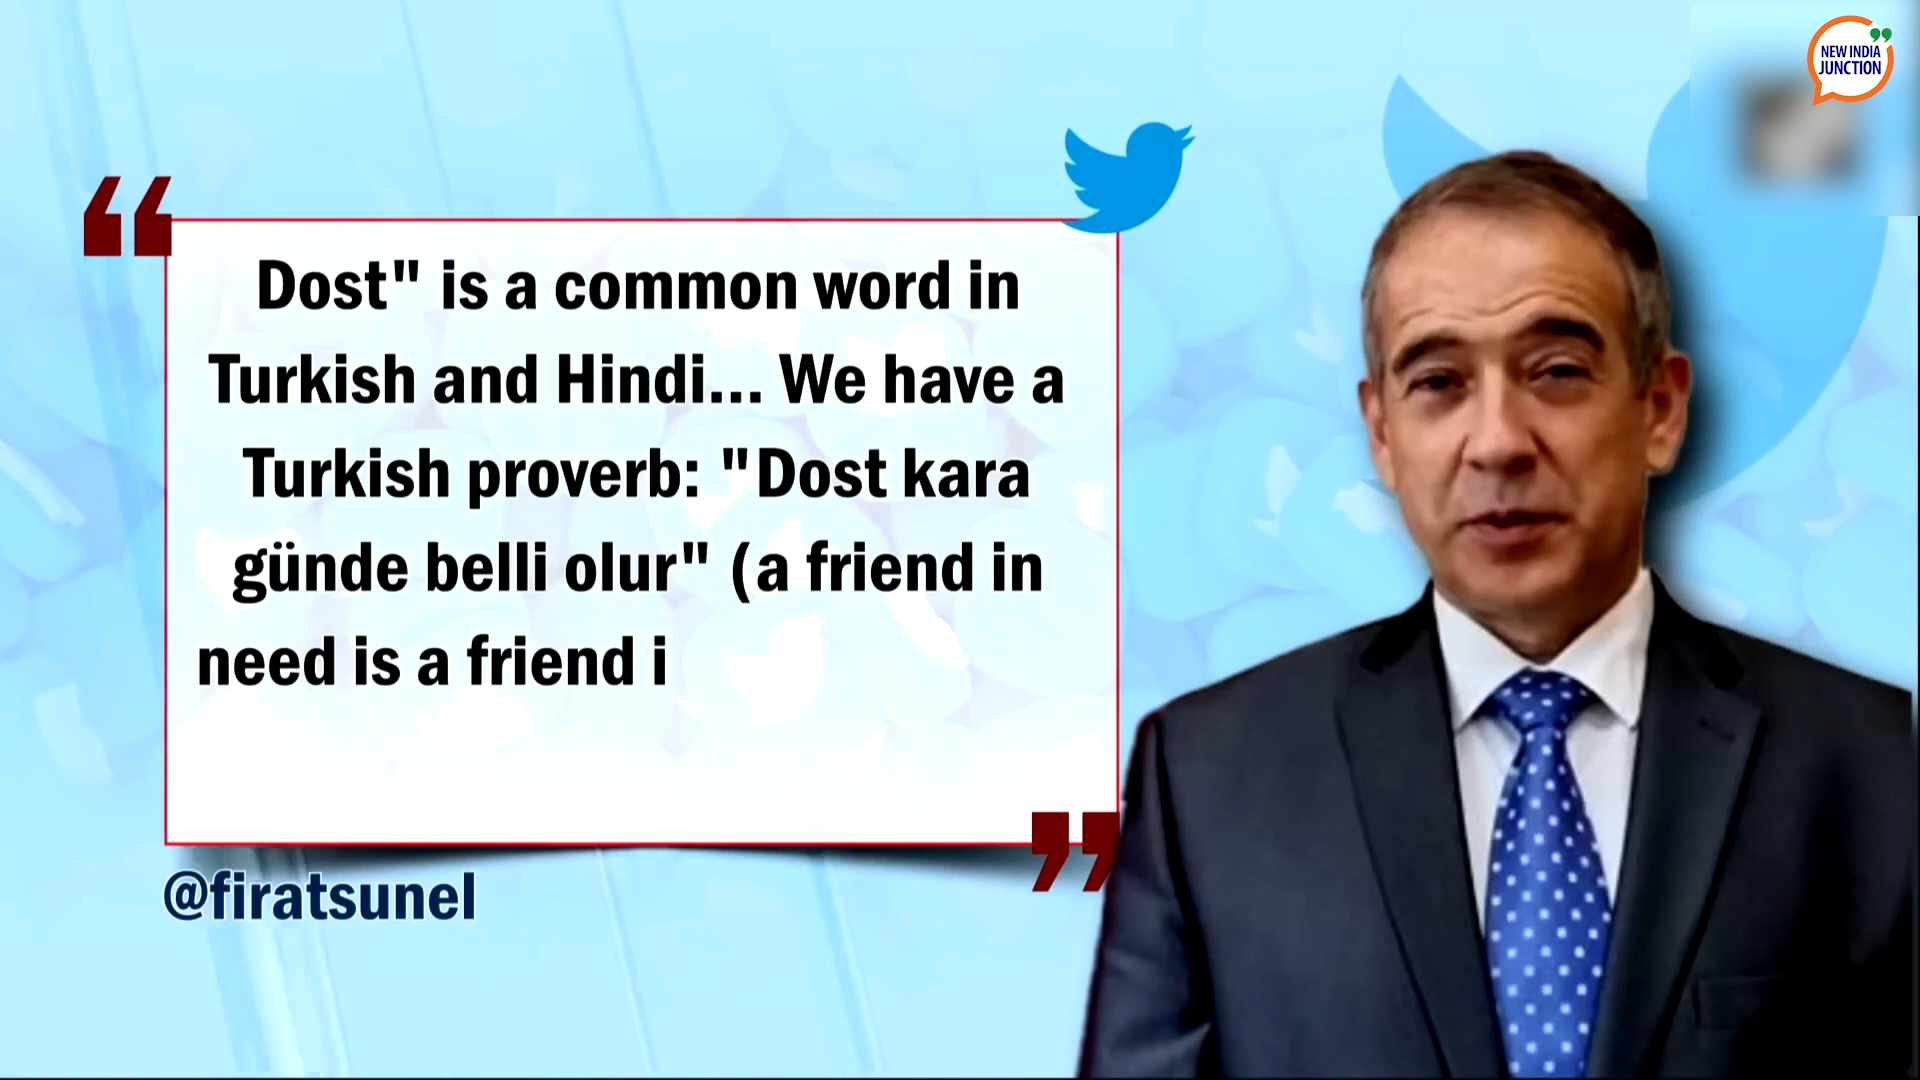 NEW INDIA
JUNCTION
Dost" is a common word in
Turkish and Hindi... We have a
Turkish proverb: "Dost kara
günde belli olur" (a friend in
need is a friend i
@firatsunel